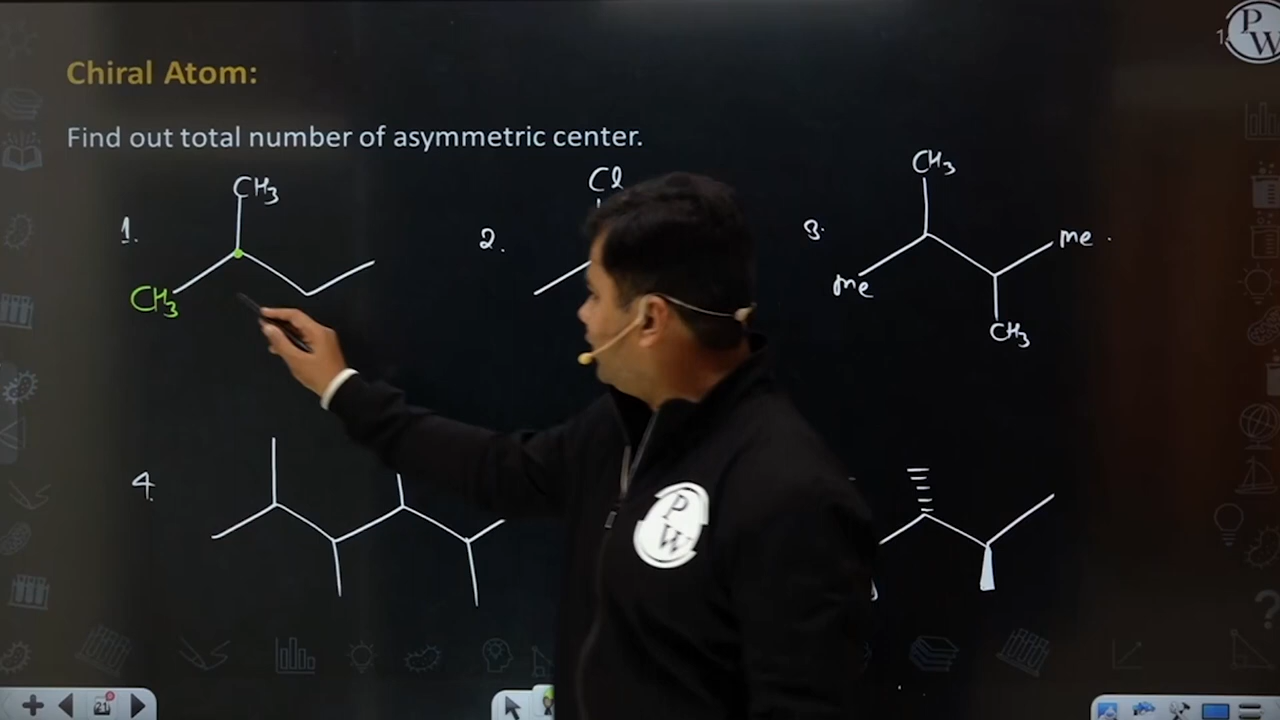 Chiral Atom:
Find out total number of asymmetric center.
1.
CH3
CH3
2.
Cl
3.
CH3
Me
Me
CH3
4.
P
W
P
W
21